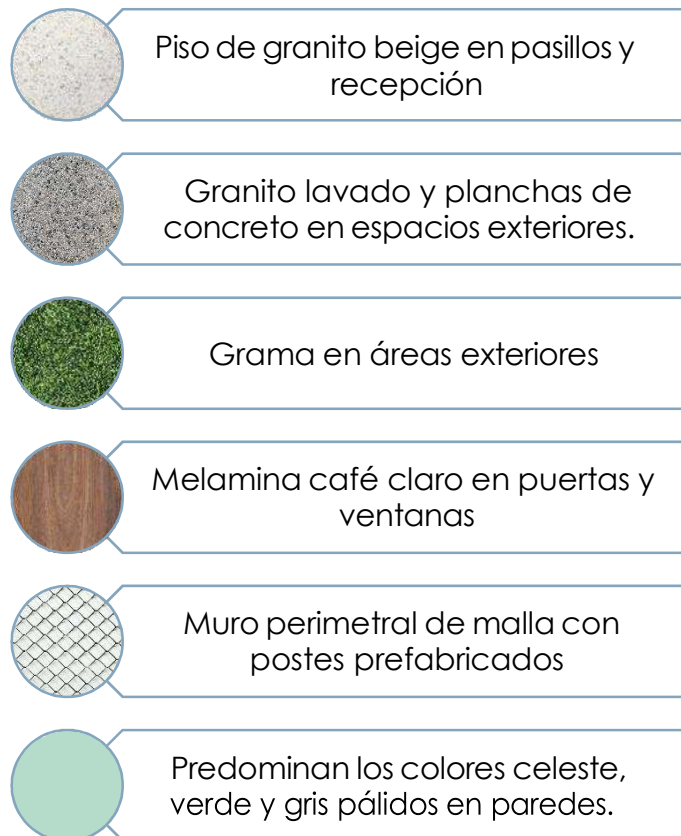 Piso de granito beige en pasillos y
recepción
Granito lavado y planchas de
concreto en espacios exteriores.
Grama en áreas exteriores
Melamina café claro en puertas y
ventanas
Muro perimetral de malla con
postes prefabricados
Predominan los colores celeste,
verde y gris pálidos en paredes.